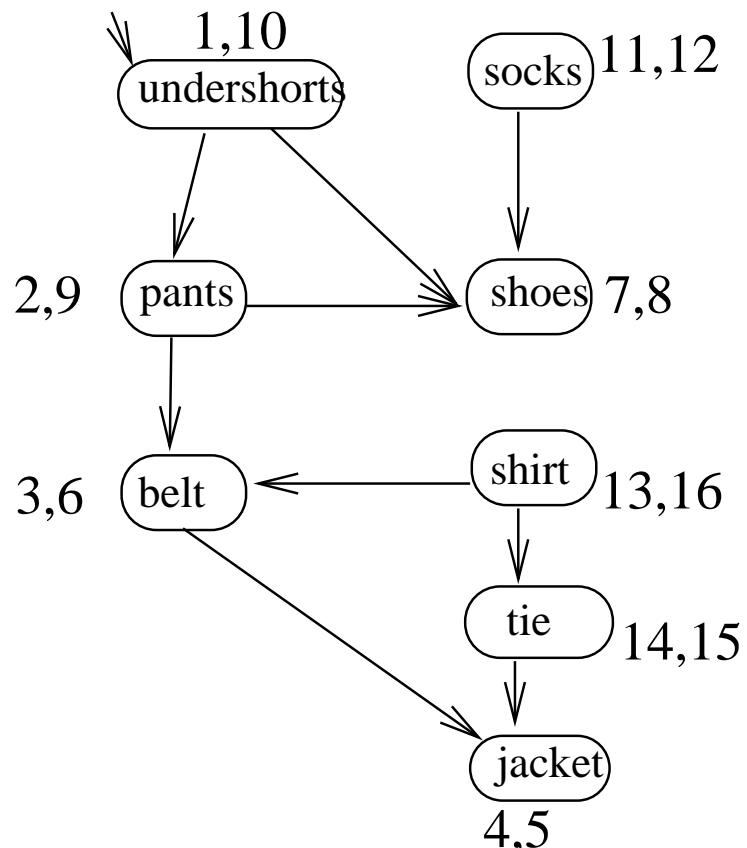 1,10
undershorts
socks 11,12
2,9 pants
shoes 7,8
3,6 belt
shirt 13,16
tie 14,15
jacket
4,5